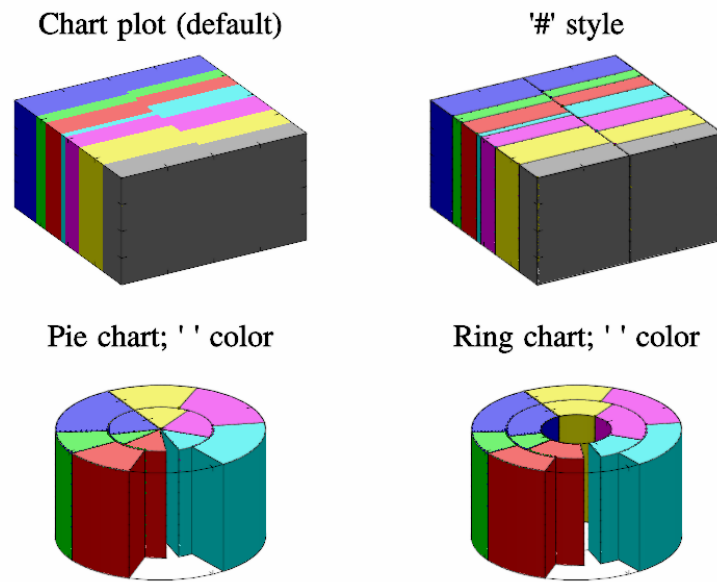 Chart plot (default)
'#' style
Pie chart; ' ' color
Ring chart; ' ' color